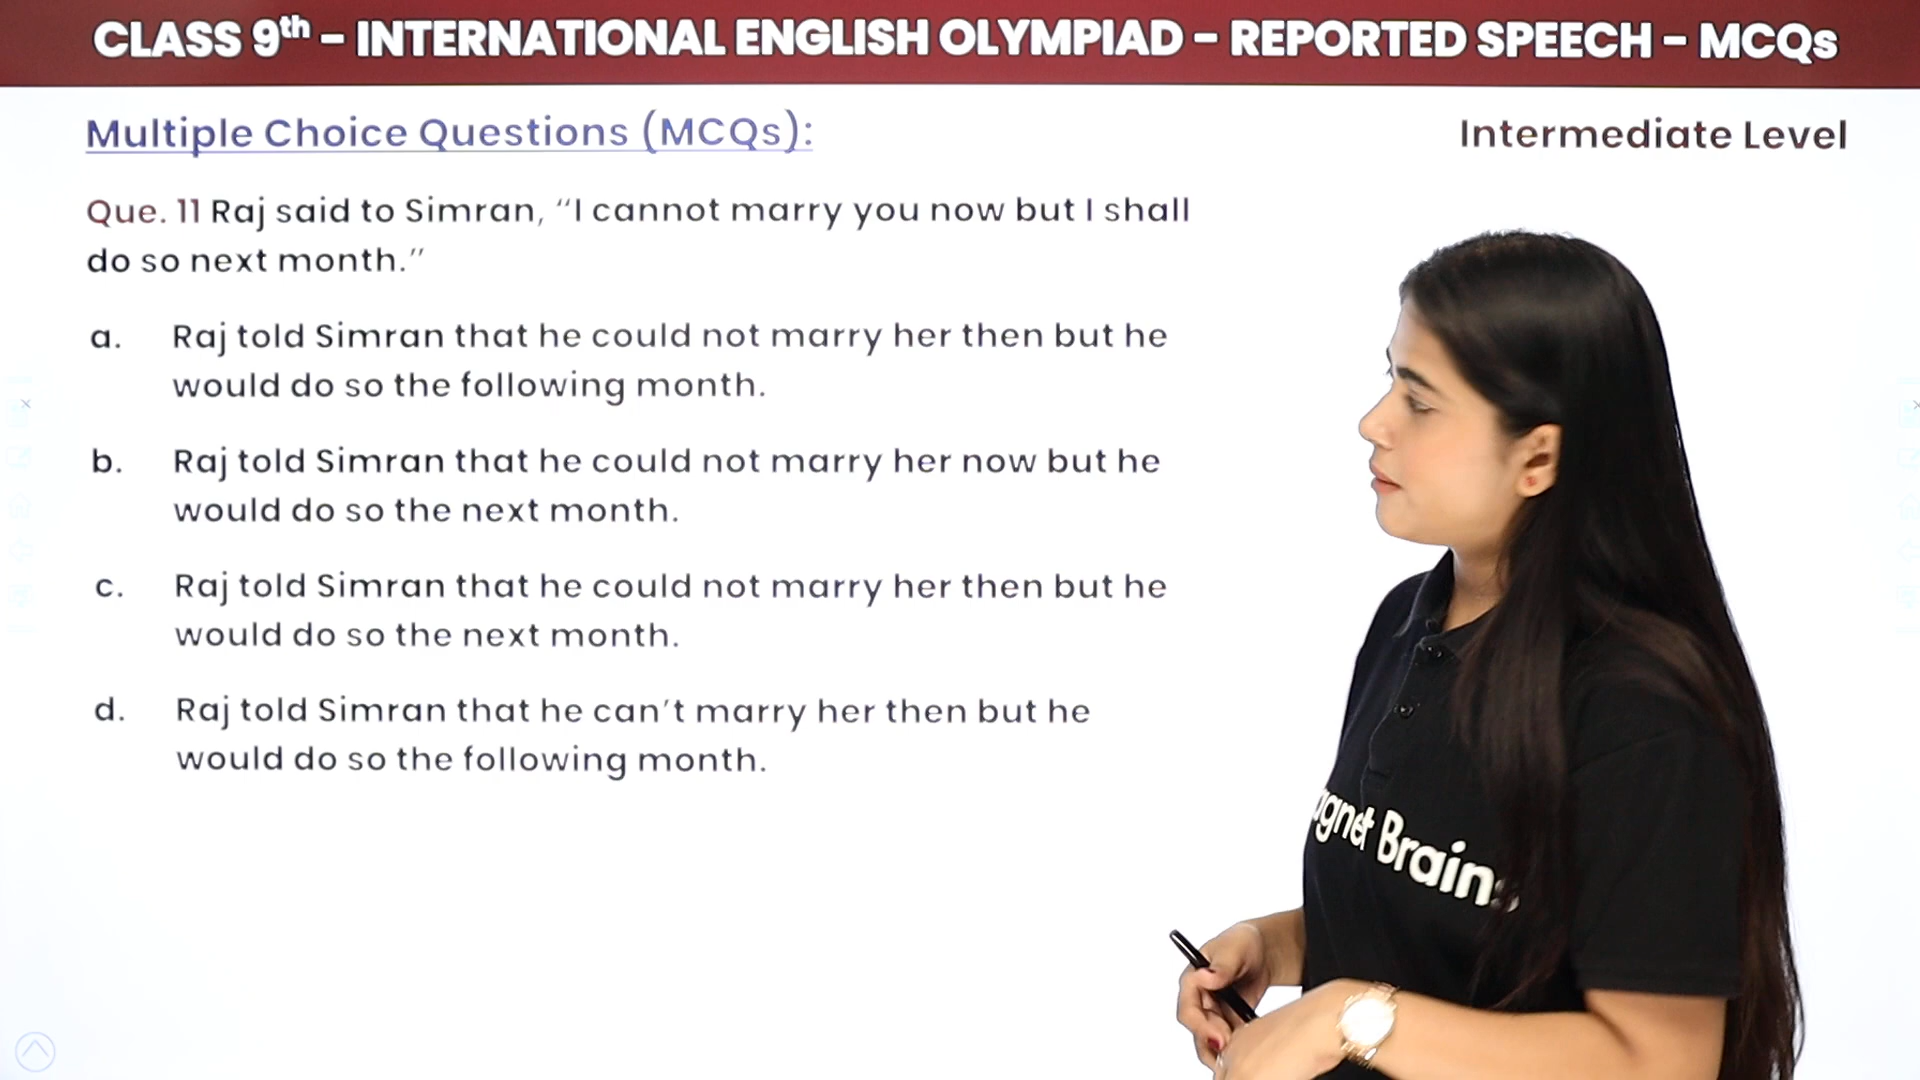 CLASS 9th - INTERNATIONAL ENGLISH OLYMPIAD - REPORTED SPEECH - MCQs
Multiple Choice Questions (MCQs):
Intermediate Level
Que. 11 Raj said to Simran, “I cannot marry you now but I shall
do so next month.”
a. Raj told Simran that he could not marry her then but he
would do so the following month.
b. Raj told Simran that he could not marry her now but he
would do so the next month.
c. Raj told Simran that he could not marry her then but he
would do so the next month.
d. Raj told Simran that he can't marry her then but he
would do so the following month.
Brains